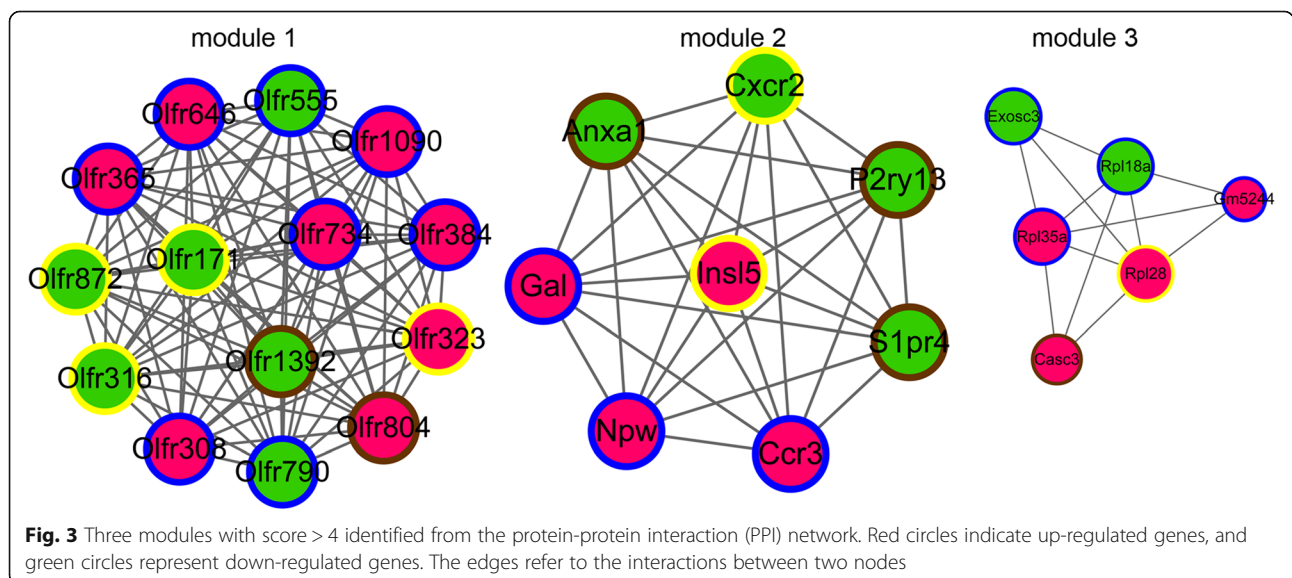 module 1
module 2
module 3
Olfr646
Olfr555
Olfr1090
Olfr365
Olfr734
Olfr384
Olfr171
Olfr872
Olfr323
Olfr1392
Olfr316
Olfr804
Olfr308
Olfr790
Cxcr2
Anxa1
P2ry13
Insl5
Gal
S1pr4
Npw
Ccr3
Exosc3
Rpl18a
Gm5244
Rpl35a
Rpl28
Casc3
Fig. 3 Three modules with score > 4 identified from the protein-protein interaction (PPI) network. Red circles indicate up-regulated genes, and
green circles represent down-regulated genes. The edges refer to the interactions between two nodes